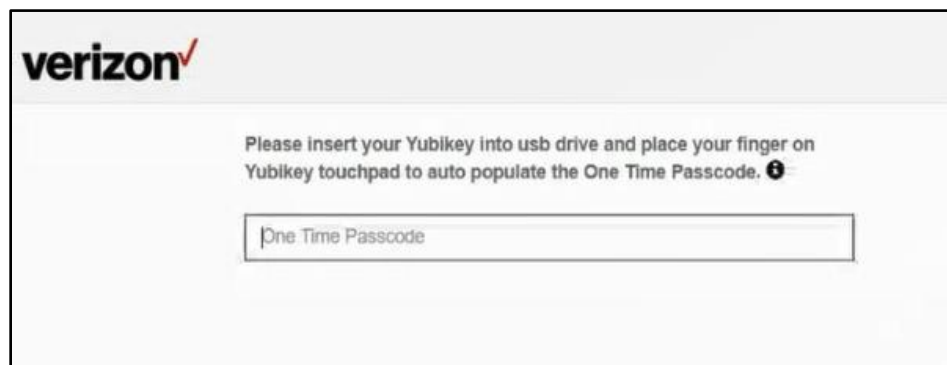 verizon
Please insert your Yubikey into usb drive and place your finger on
Yubikey touchpad to auto populate the One Time Passcode.
One Time Passcode